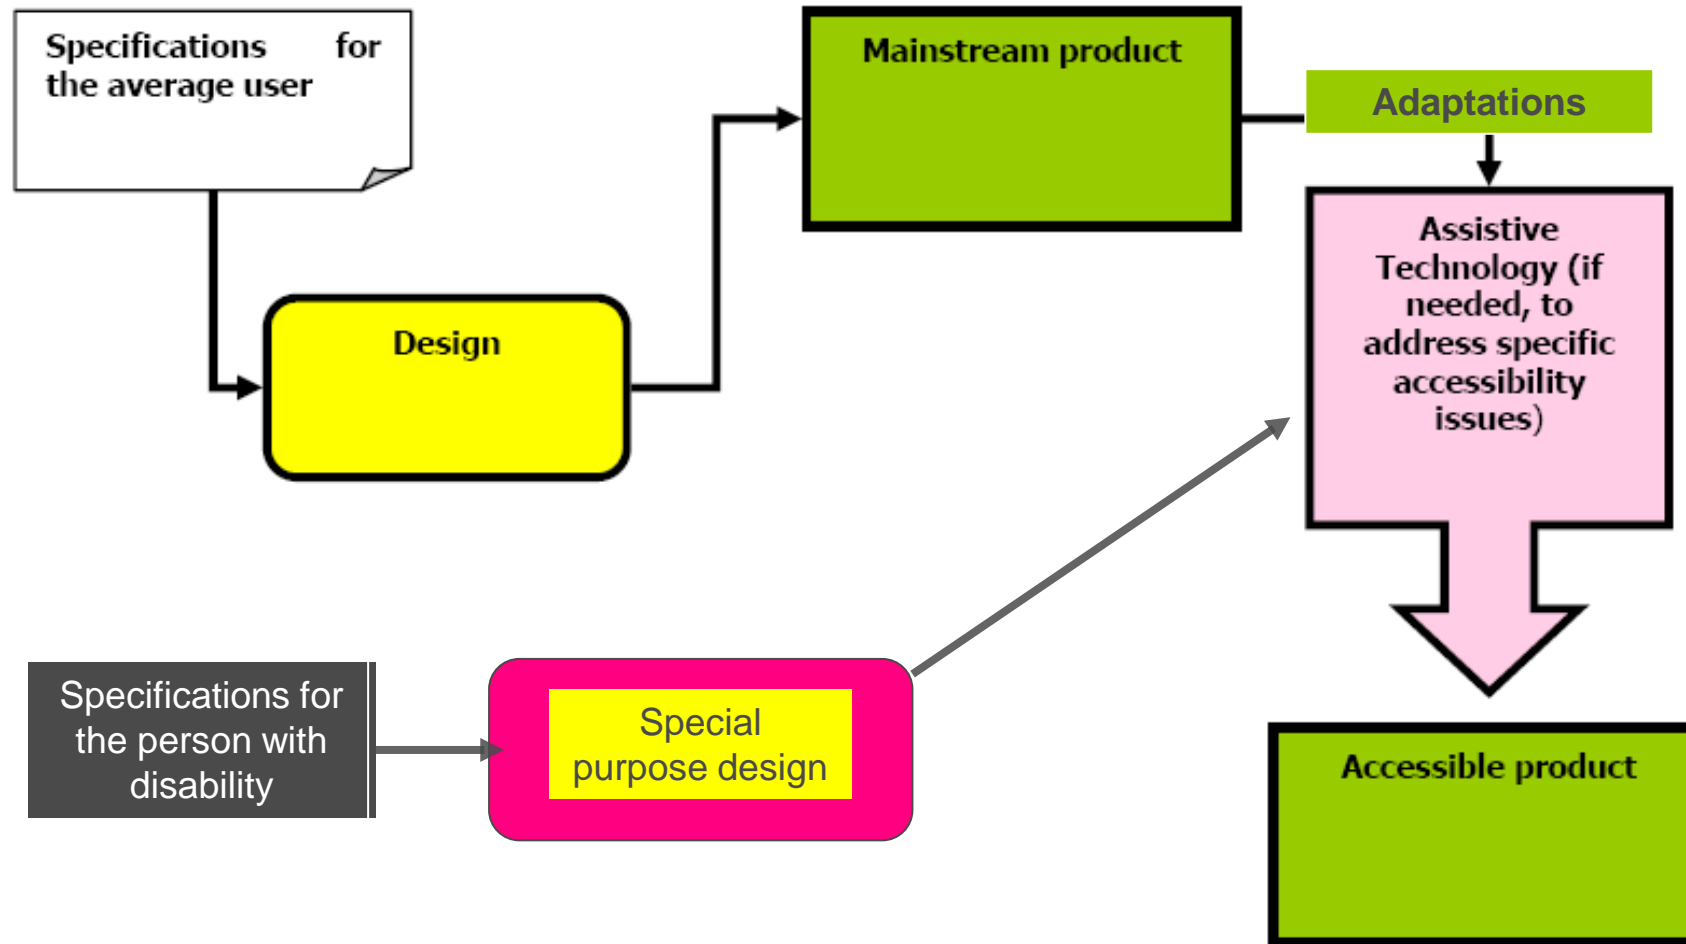 Specifications for
the average user
Mainstream product
Adaptations
Assistive
Technology (if
needed, to
address specific
accessibility
issues)
Design
Specifications for
the person with
disability
Special
purpose design
Accessible product